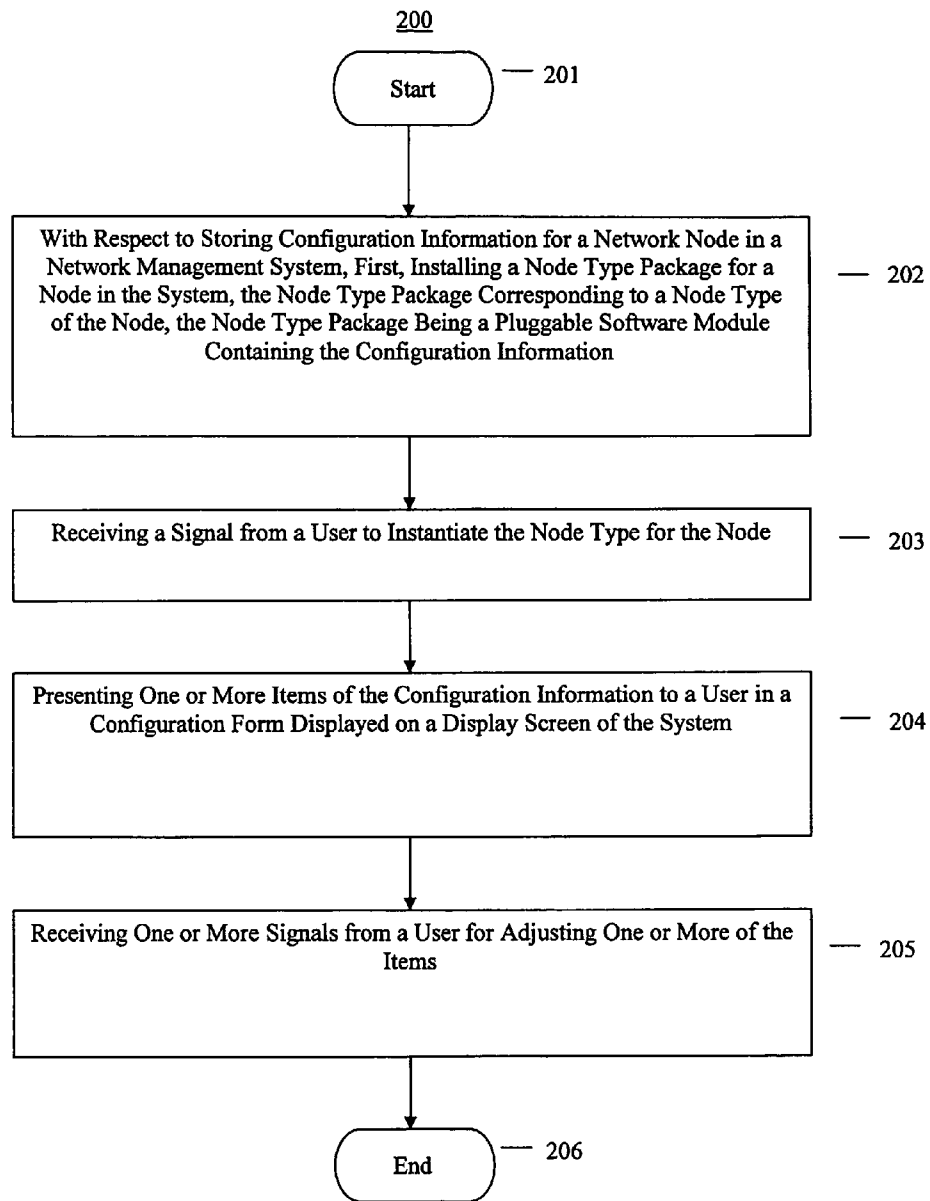 200
Start
201
With Respect to Storing Configuration Information for a Network Node in a
Network Management System, First, Installing a Node Type Package for a
Node in the System, the Node Type Package Corresponding to a Node Type
of the Node, the Node Type Package Being a Pluggable Software Module
Containing the Configuration Information
202
Receiving a Signal from a User to Instantiate the Node Type for the Node
203
Presenting One or More Items of the Configuration Information to a User in a
Configuration Form Displayed on a Display Screen of the System
204
Receiving One or More Signals from a User for Adjusting One or More of the
Items
205
End
206